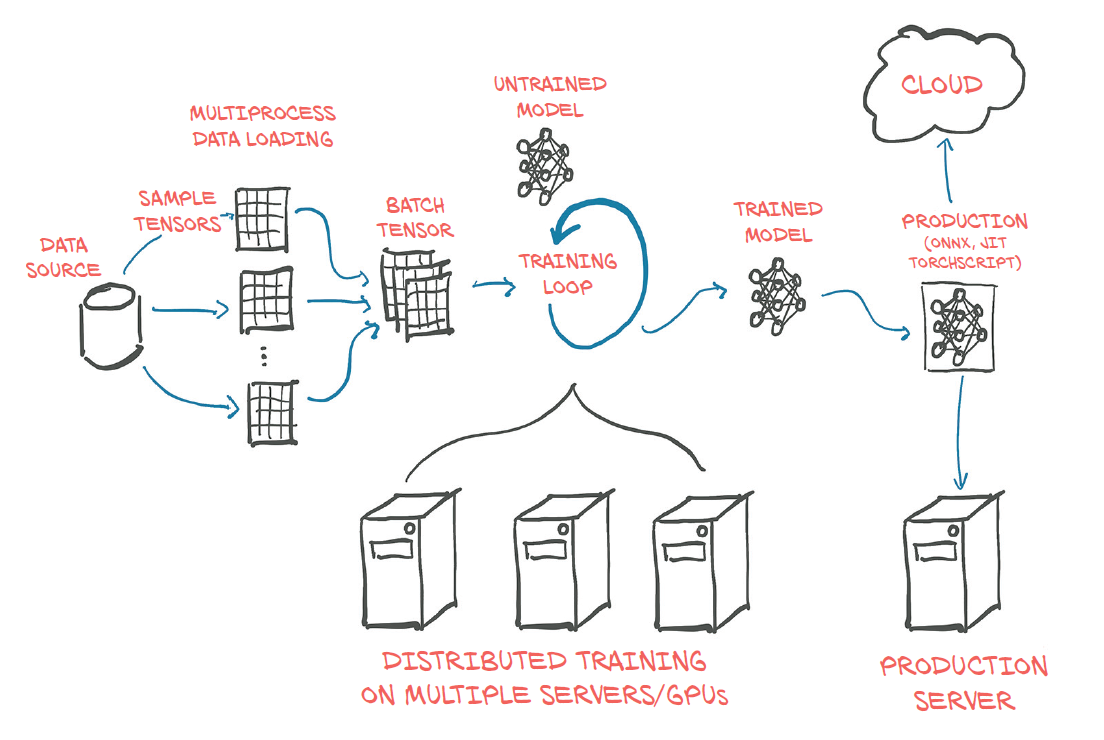 MULTIPROCESS
DATA LOADING
UNTRAINED
MODEL
CLOUD
SAMPLE
TENSORS
DATA
SOURCE
BATCH
TENSOR
TRAINING
LOOP
TRAINED
MODEL
PRODUCTION
(ONNX, JIT
TORCHSCRIPT)
...
DISTRIBUTED TRAINING
ON MULTIPLE SERVERS/GPUs
PRODUCTION
SERVER